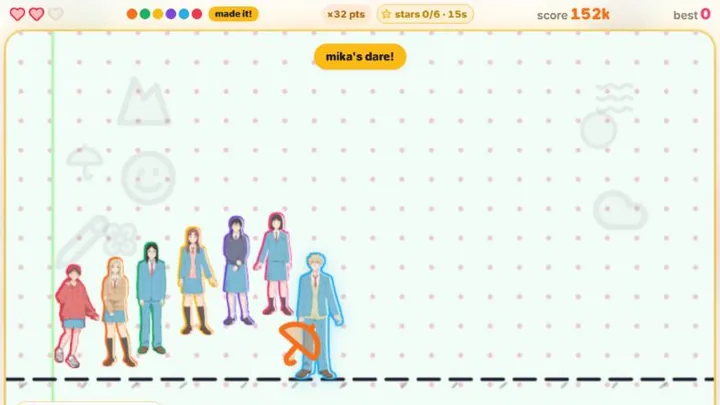 made it!
×32 pts
stars 0/6 · 15s
score 152k
best 0
mika's dare!